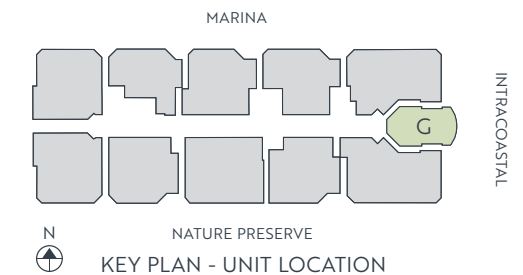 MARINA
INTRACOASTAL
G
N
NATURE PRESERVE
KEY PLAN - UNIT LOCATION